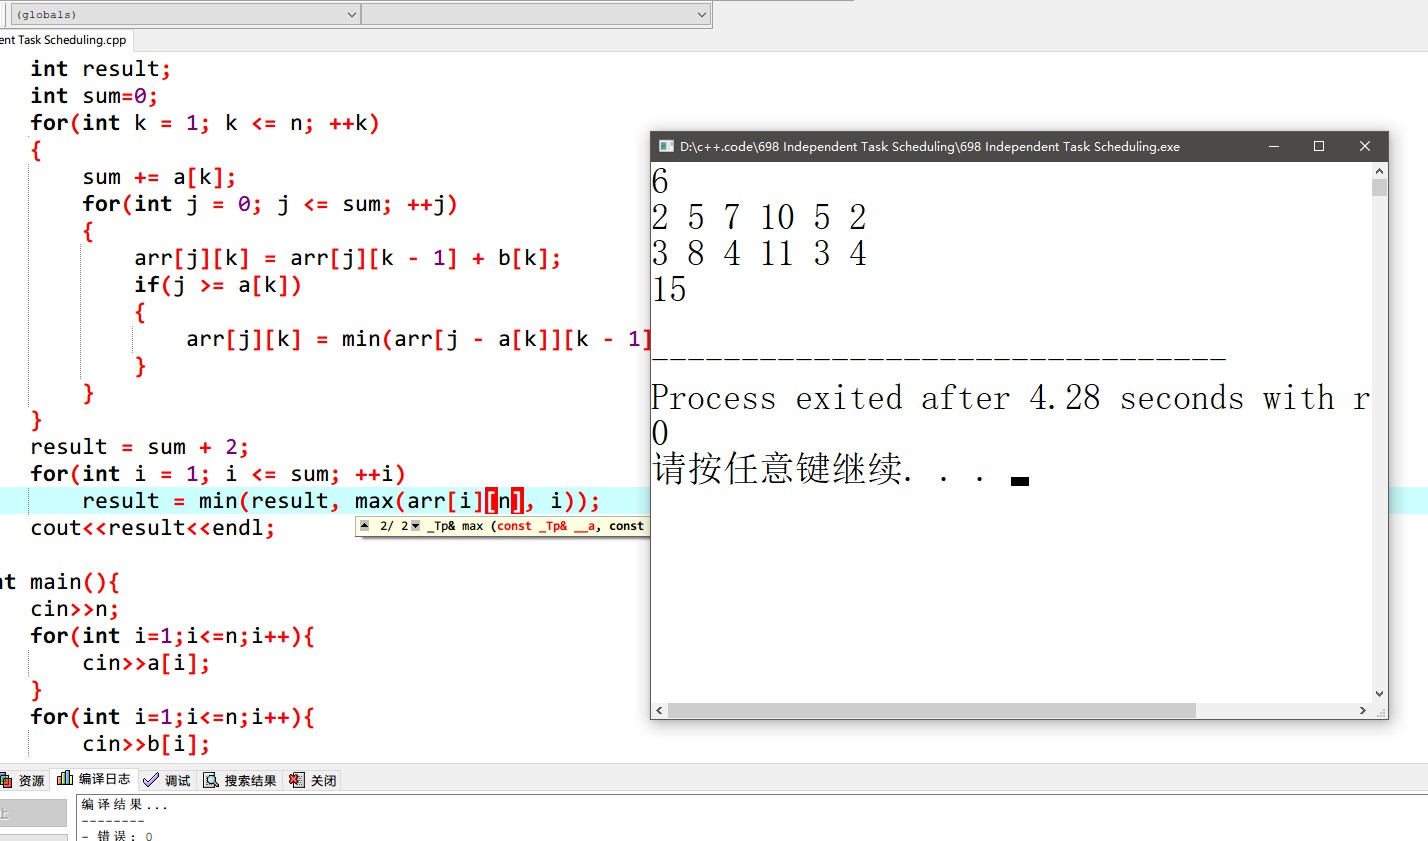 (globals)
ent Task Scheduling.cpp
int result;
int sum=0;
for(int k = 1; k <= n; ++k)
{
sum += a[k];
for(int j = 0; j <= sum; ++j)
{
arr[j][k] = arr[j][k - 1] + b[k];
if(j >= a[k])
{
arr[j][k] = min(arr[j - a[k]][k - 1]
}
}
}
result = sum + 2;
for(int i = 1; i <= sum; ++i)
result = min(result, max(arr[i][n], i));
2/ 2 _Tp& max (const _Tp& __a, const
cout<<result<<endl;
nt main(){
cin>>n;
for(int i=1;i<=n;i++){
cin>>a[i];
}
for(int i=1;i<=n;i++){
cin>>b[i];
D:\c++.code\698 Independent Task Scheduling\698 Independent Task Scheduling.exe
6
2 5 7 10 5 2
3 8 4 11 3 4
15
--------------------------------
Process exited after 4.28 seconds with r
0
请按任意键继续. . .
资源 编译日志 调试 搜索结果 关闭
止
编译结果...
--------
- 错误: 0